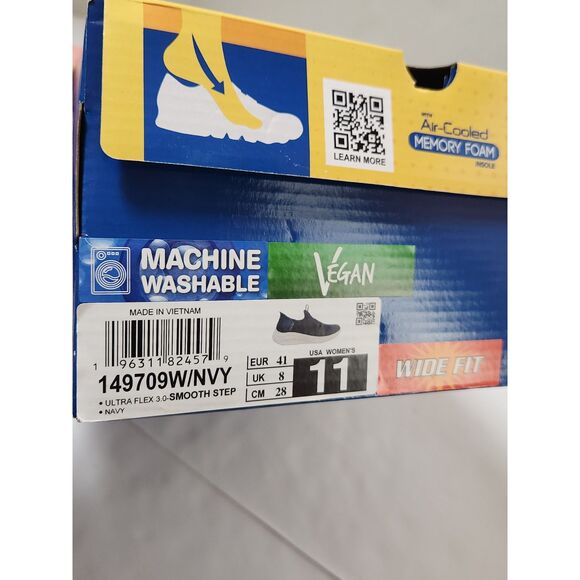 LEARN MORE
WITH
Air-Cooled
MEMORY FOAM
INSOLE
MACHINE
WASHABLE
VEGAN
MADE IN VIETNAM
1 96311 82457 9
149709W/NVY
• ULTRA FLEX 3.0-SMOOTH STEP
• NAVY
EUR 41
UK 8
CM 28
USA WOMEN'S
11
WIDE FIT